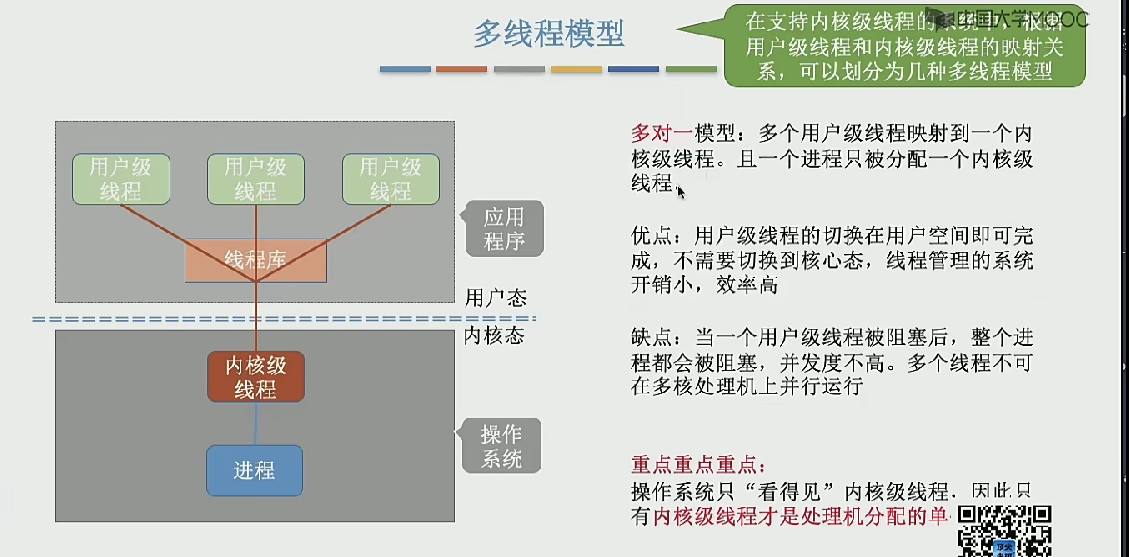 多线程模型
中国大学MOOC
在支持内核级线程的系统中，根据
用户级线程和内核级线程的映射关
系，可以划分为几种多线程模型
用户级
线程
用户级
线程
用户级
线程
线程库
应用
程序
用户态
内核态
内核级
线程
进程
操作
系统
多对一模型：多个用户级线程映射到一个内
核级线程。且一个进程只被分配一个内核级
线程。
优点：用户级线程的切换在用户空间即可完
成，不需要切换到核心态，线程管理的系统
开销小，效率高
缺点：当一个用户级线程被阻塞后，整个进
程都会被阻塞，并发度不高。多个线程不可
在多核处理机上并行运行
重点重点重点：
操作系统只“看得见”内核级线程，因此只
有内核级线程才是处理机分配的单